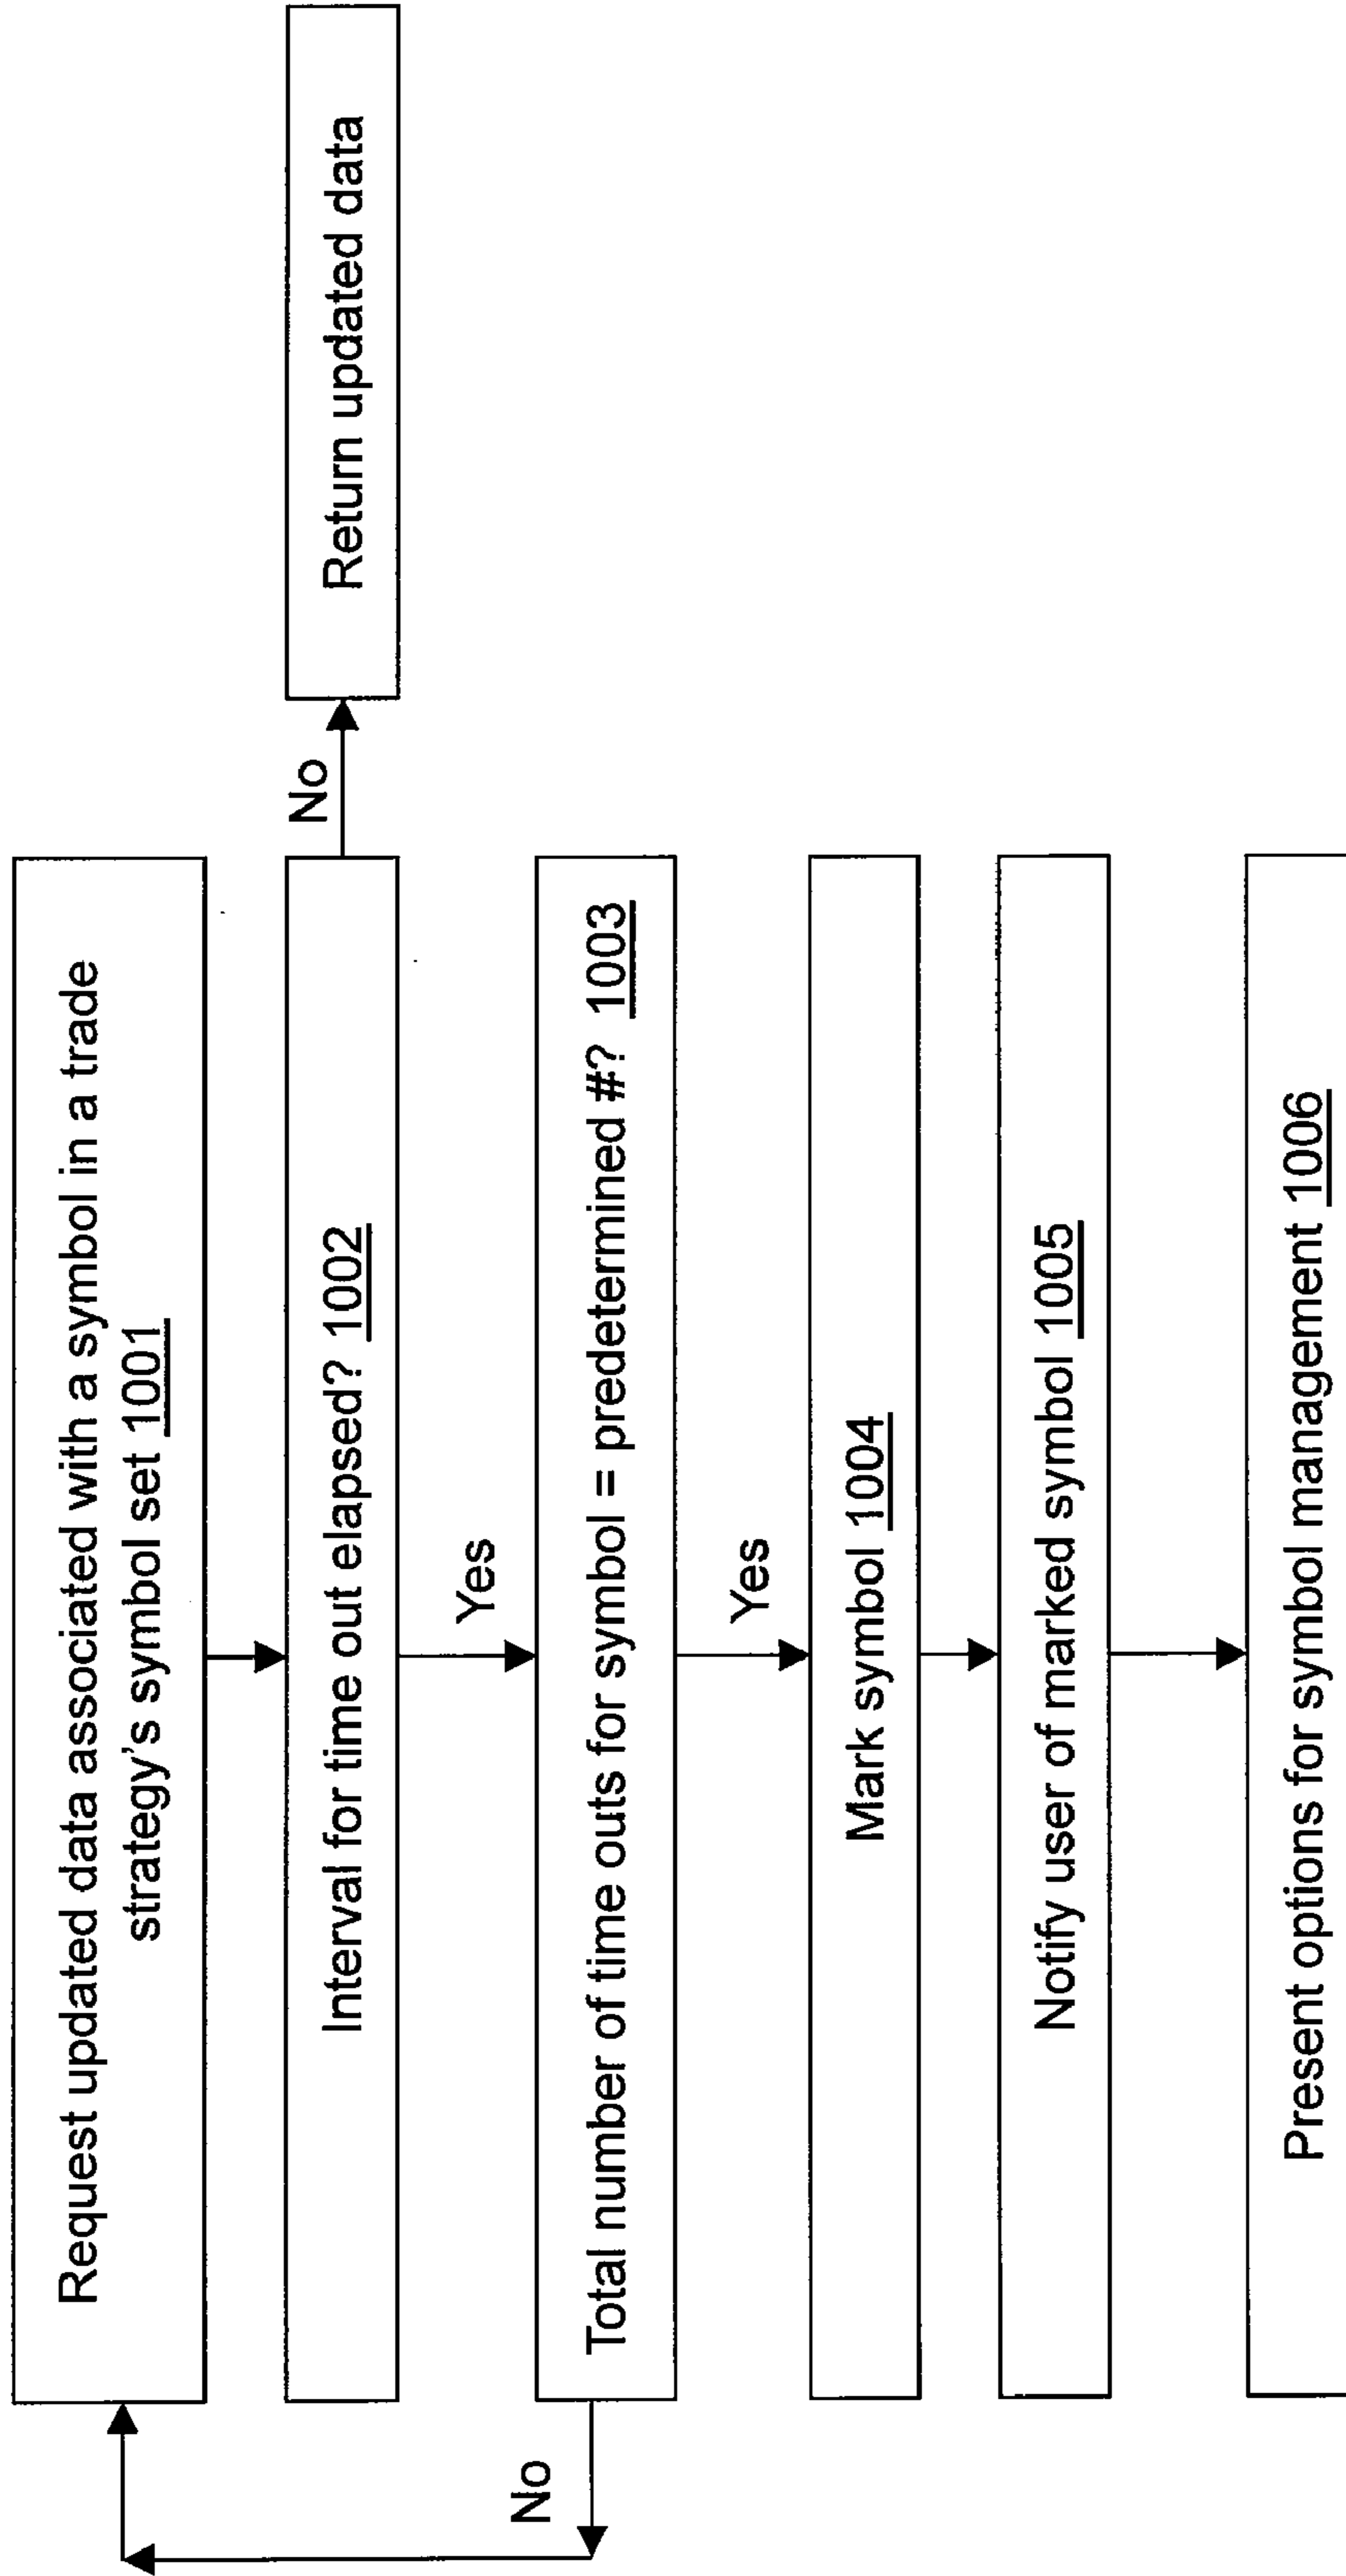 Request updated data associated with a symbol in a trade
strategy's symbol set 1001
Interval for time out elapsed? 1002
No
Return updated data
Yes
Total number of time outs for symbol = predetermined #? 1003
No
Yes
Mark symbol 1004
Notify user of marked symbol 1005
Present options for symbol management 1006